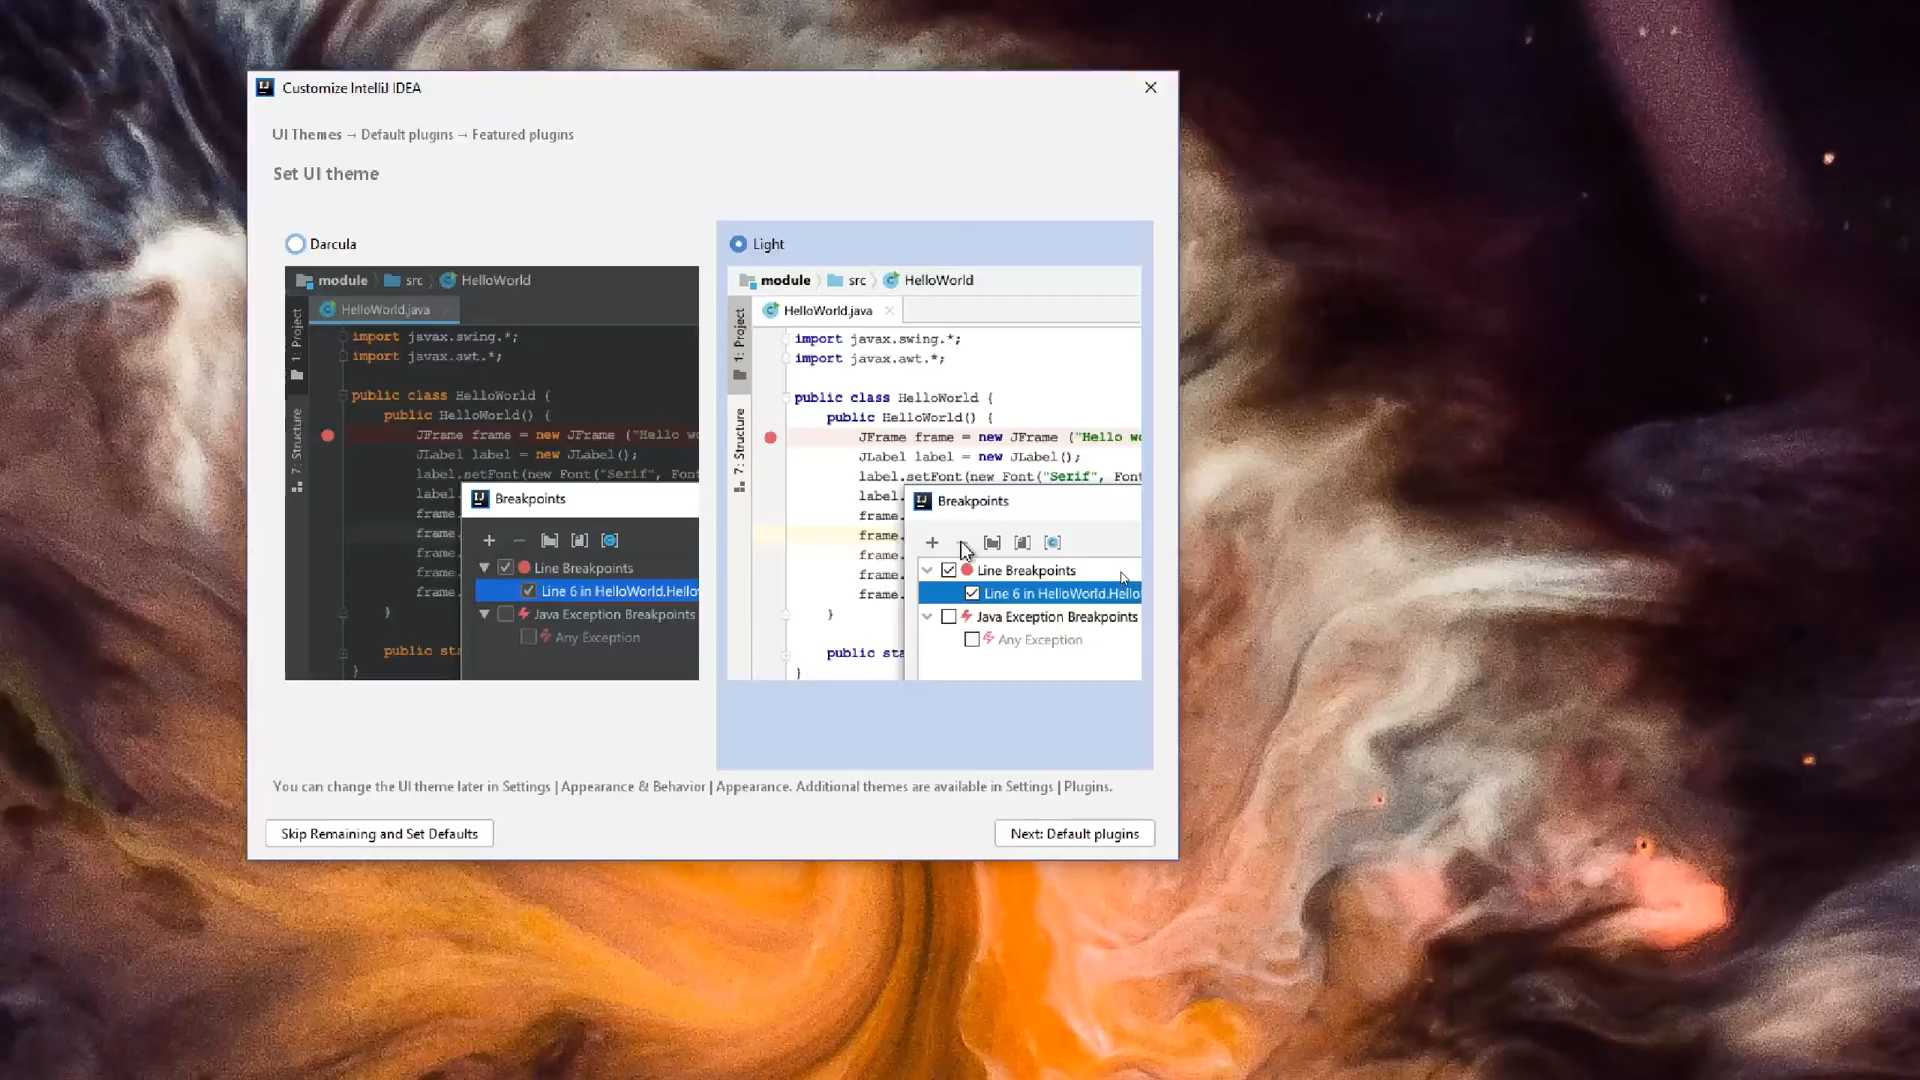 Customize IntelliJ IDEA
UI Themes → Default plugins → Featured plugins
Set UI theme
Darcula
module src HelloWorld
HelloWorld.java
1: Project
7: Structure
import javax.swing.*;
import javax.awt.*;
public class HelloWorld {
public HelloWorld() {
JFrame frame = new JFrame ("Hello wo
JLabel label = new JLabel();
label.setFont(new Font("Serif", Font
label.
frame.
frame.
frame.
frame.
frame.
}
public sta
}
Breakpoints
Line Breakpoints
Line 6 in HelloWorld.Hello
Java Exception Breakpoints
Any Exception
Light
module src HelloWorld
HelloWorld.java
1: Project
7: Structure
import javax.swing.*;
import javax.awt.*;
public class HelloWorld {
public HelloWorld() {
JFrame frame = new JFrame ("Hello wo
JLabel label = new JLabel();
label.setFont(new Font("Serif", Font
label.
frame.
frame.
frame.
frame.
frame.
}
public sta
}
Breakpoints
Line Breakpoints
Line 6 in HelloWorld.Hello
Java Exception Breakpoints
Any Exception
You can change the UI theme later in Settings | Appearance & Behavior | Appearance. Additional themes are available in Settings | Plugins.
Skip Remaining and Set Defaults
Next: Default plugins